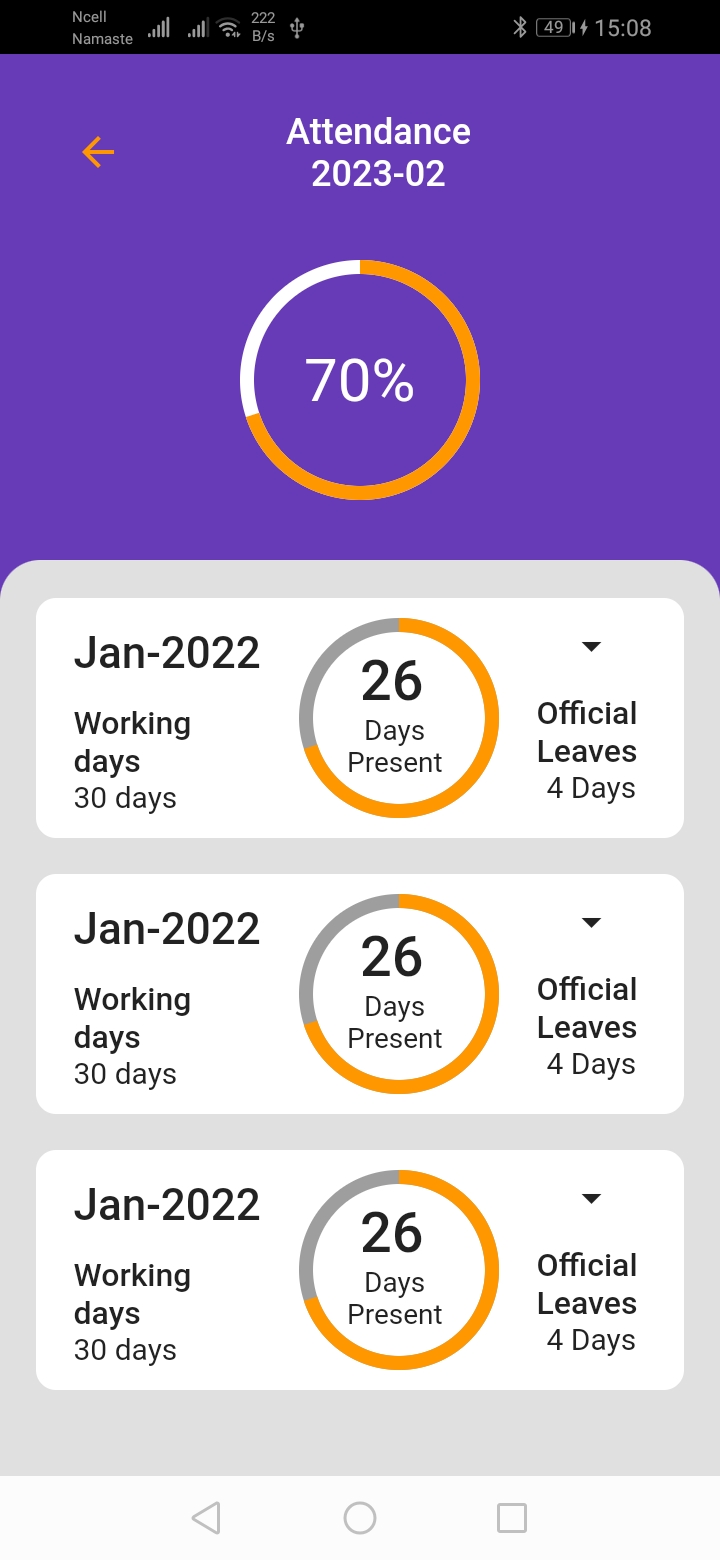 Ncell
Namaste
222
B/s
49
15:08
Attendance
2023-02
70%
Jan-2022
Working
days
30 days
26
Days
Present
Official
Leaves
4 Days
Jan-2022
Working
days
30 days
26
Days
Present
Official
Leaves
4 Days
Jan-2022
Working
days
30 days
26
Days
Present
Official
Leaves
4 Days